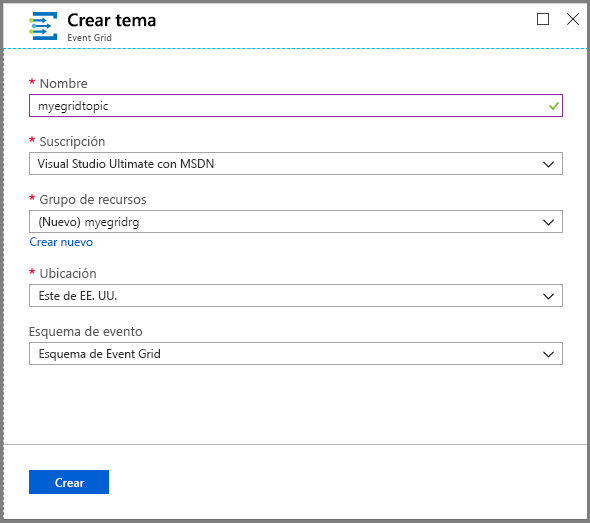 Crear tema
Event Grid
* Nombre
myegridtopic
* Suscripción
Visual Studio Ultimate con MSDN
* Grupo de recursos
(Nuevo) myegridrg
Crear nuevo
* Ubicación
Este de EE. UU.
Esquema de evento
Esquema de Event Grid
Crear